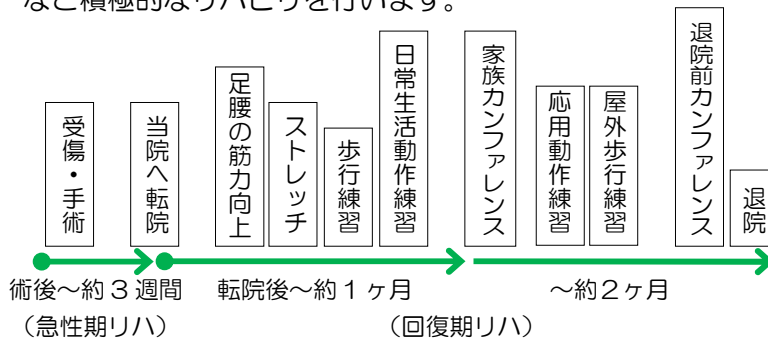 など積極的なリハビリを行います。
受傷・手術
当院へ転院
足腰の筋力向上
ストレッチ
歩行練習
日常生活動作練習
家族カンファレンス
応用動作練習
屋外歩行練習
退院前カンファレンス
退院
術後～約3週間
転院後～約1ヶ月
～約2ヶ月
（急性期リハ）
（回復期リハ）